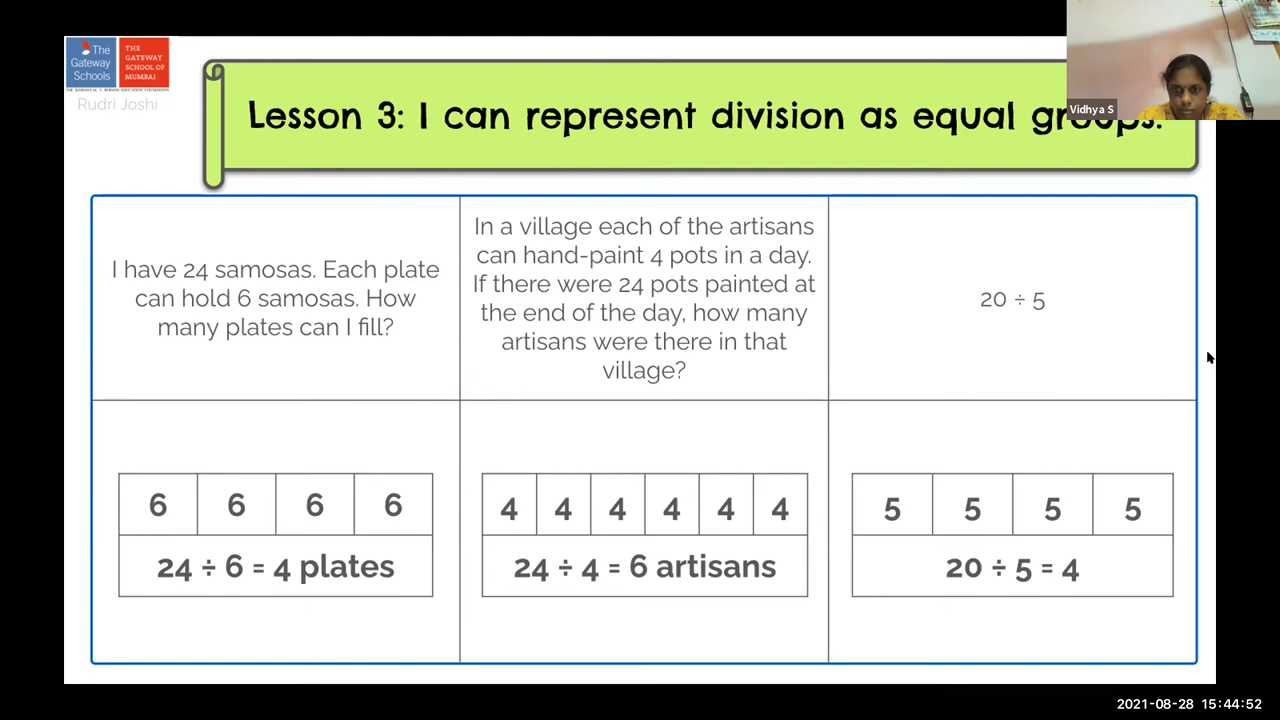 The
Gateway
Schools
THE
GATEWAY
SCHOOL OF
MUMBAI
Rudri Joshi
Lesson 3: I can represent division as equal groups.
Vidhya S
I have 24 samosas. Each plate
can hold 6 samosas. How
many plates can I fill?
In a village each of the artisans
can hand-paint 4 pots in a day.
If there were 24 pots painted at
the end of the day, how many
artisans were there in that
village?
20 ÷ 5
6 6 6 6
24 ÷ 6 = 4 plates
4 4 4 4 4 4
24 ÷ 4 = 6 artisans
5 5 5 5
20 ÷ 5 = 4
2021-08-28 15:44:52